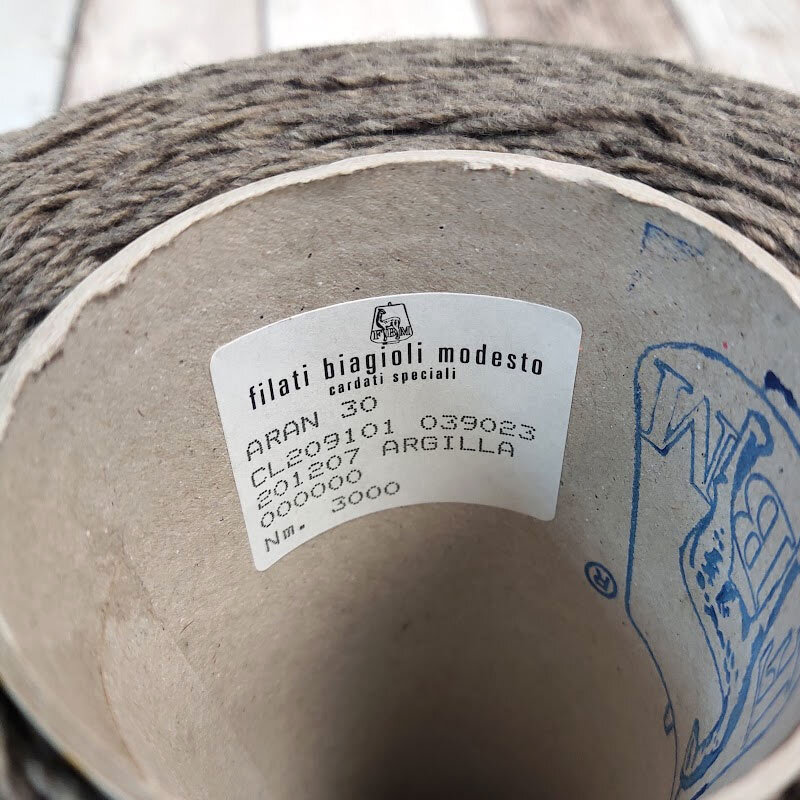 FBM
filati biagioli modesto
cardati speciali
ARAN 30
CL209101 039023
201207 ARGILLA
000000
Nm. 3000
®